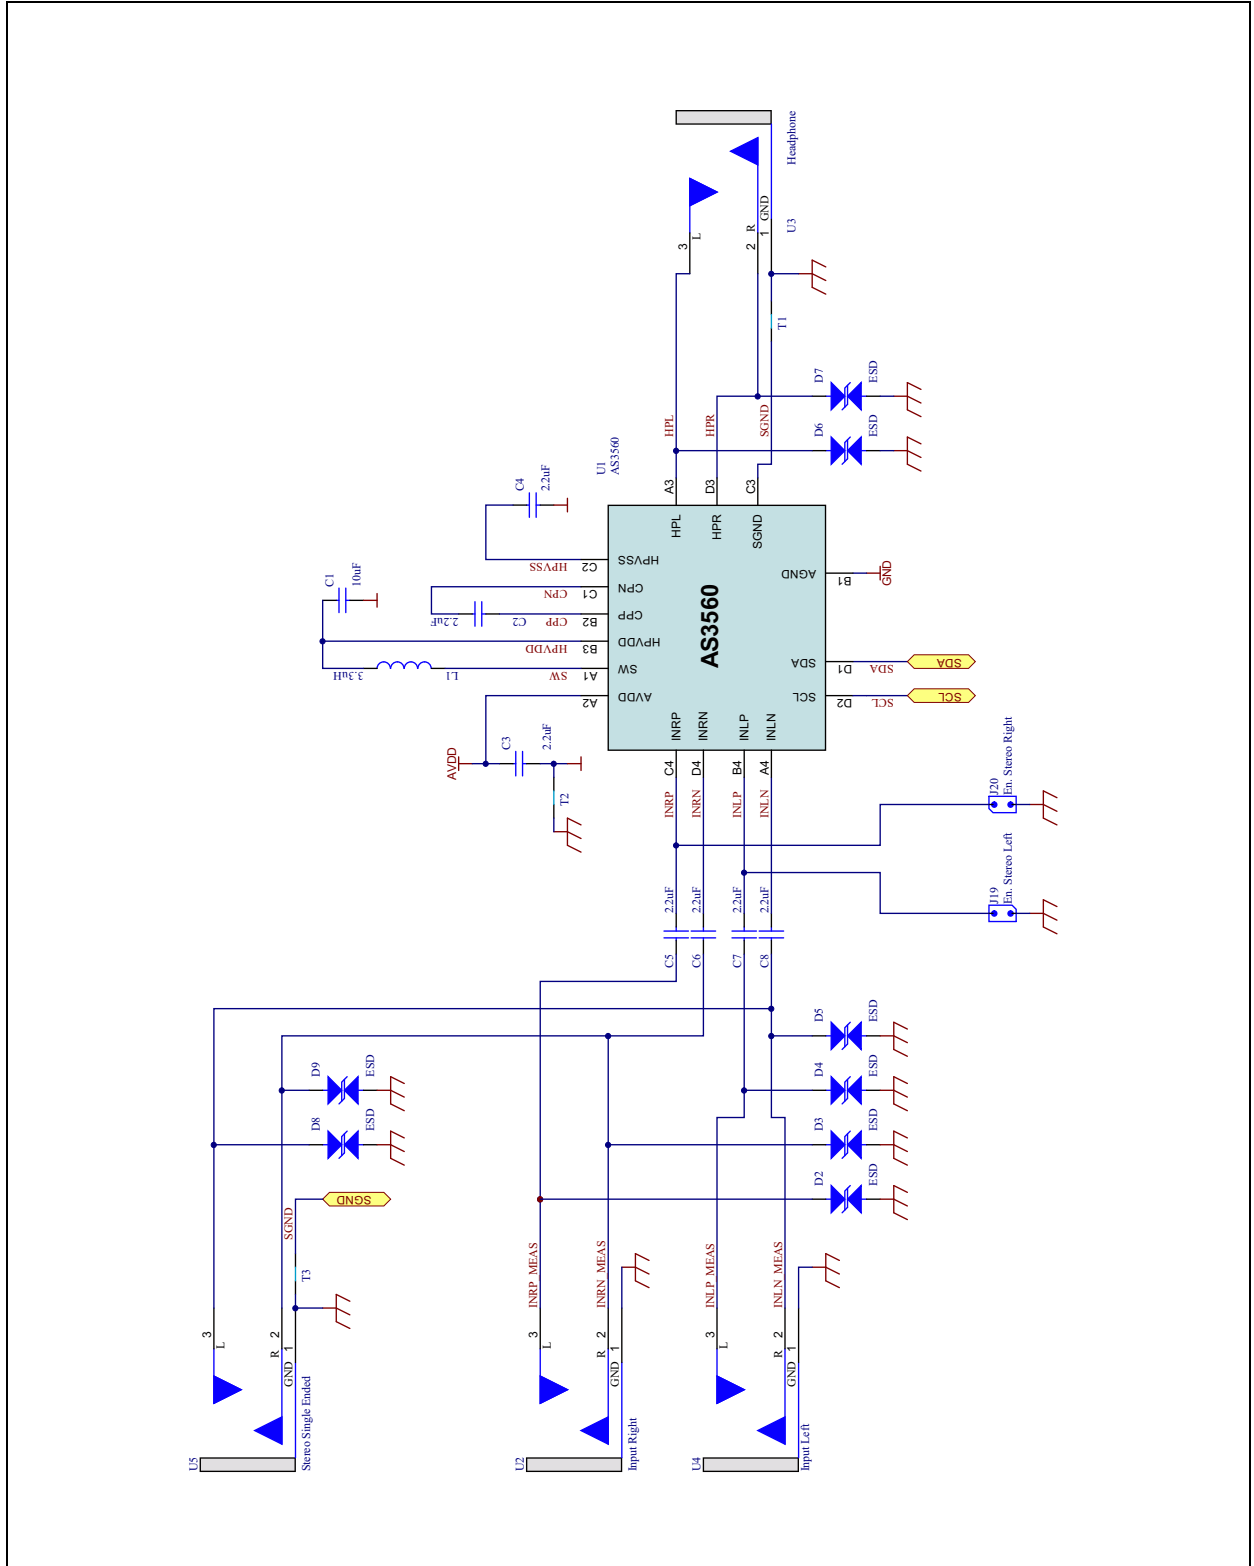 Headphone
U3
3
L
2
R
1
GND
T1
D7
ESD
D6
ESD
HPL
HPR
SGND
U1
AS3560
C4
2.2uF
C1
10uF
2.2uF
C2
3.3uH
L1
HPVSS
CPN
CPP
HPVDD
SW
C2
C1
B2
B3
A1
A2
HPVSS
CPN
CPP
HPVDD
SW
AVDD
A3
D3
C3
HPL
HPR
SGND
AS3560
AGND
B1
GND
SDA
D1
SDA
SDA
SCL
D2
SCL
SCL
AVDD
C3
2.2uF
T2
INRP
INRN
INLP
INLN
C4
D4
B4
A4
INRP
INRN
INLP
INLN
J20
En. Stereo Right
J19
En. Stereo Left
2.2uF
2.2uF
2.2uF
2.2uF
C5
C6
C7
C8
D9
ESD
D8
ESD
D5
ESD
D4
ESD
D3
ESD
D2
ESD
SGND
SGND
T3
3
L
2
R
1
GND
U5
Stereo Single Ended
INRP_MEAS
INRN_MEAS
3
L
2
R
1
GND
U2
Input Right
INLP_MEAS
INLN_MEAS
3
L
2
R
1
GND
U4
Input Left